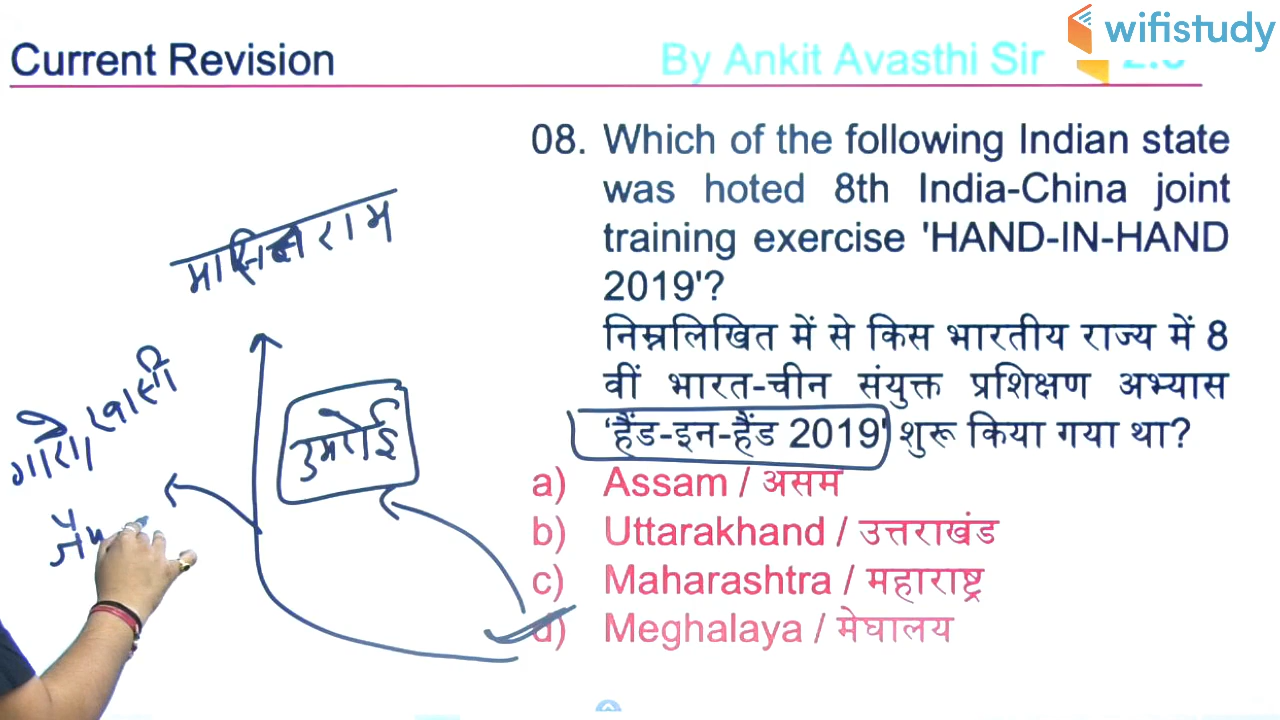 wifistudy
Current Revision
By Ankit Avasthi Sir
08. Which of the following Indian state
was hoted 8th India-China joint
training exercise 'HAND-IN-HAND
2019'?
निम्नलिखित में से किस भारतीय राज्य में 8
वीं भारत-चीन संयुक्त प्रशिक्षण अभ्यास
'हैंड-इन-हैंड 2019' शुरू किया गया था?
a) Assam / असम
b) Uttarakhand / उत्तराखंड
c) Maharashtra / महाराष्ट्र
d) Meghalaya / मेघालय
उमरोई
गारो खासी